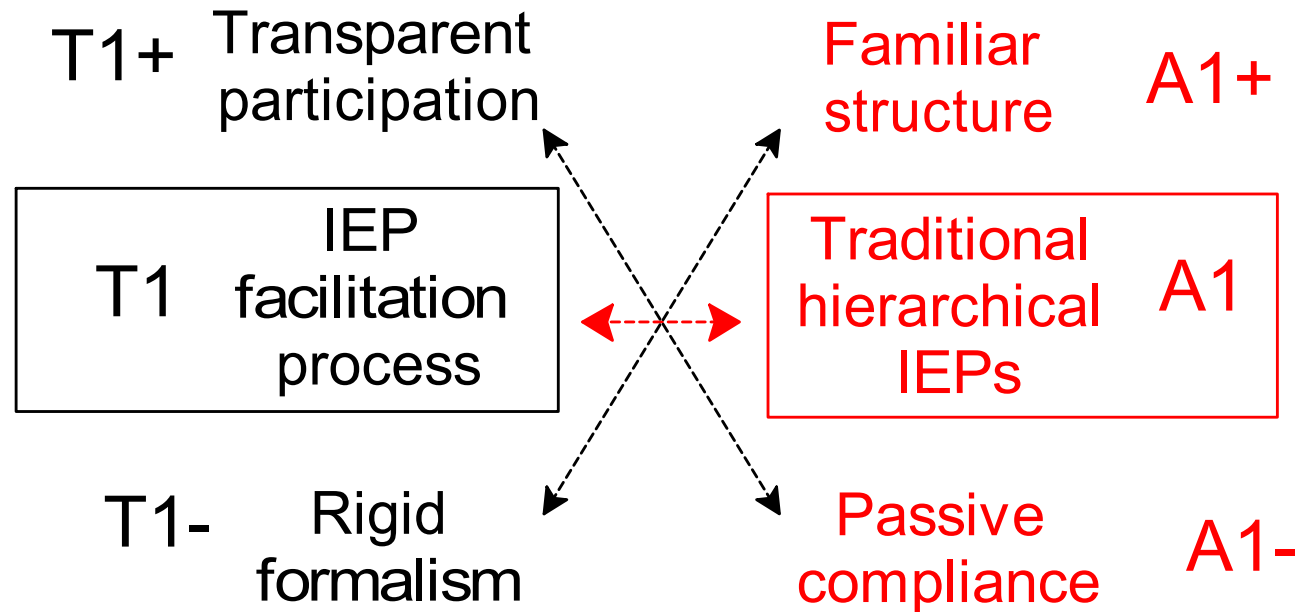 T1+ Transparent participation
Familiar structure A1+
T1 IEP facilitation process
Traditional hierarchical IEPs A1
T1- Rigid formalism
Passive compliance A1-